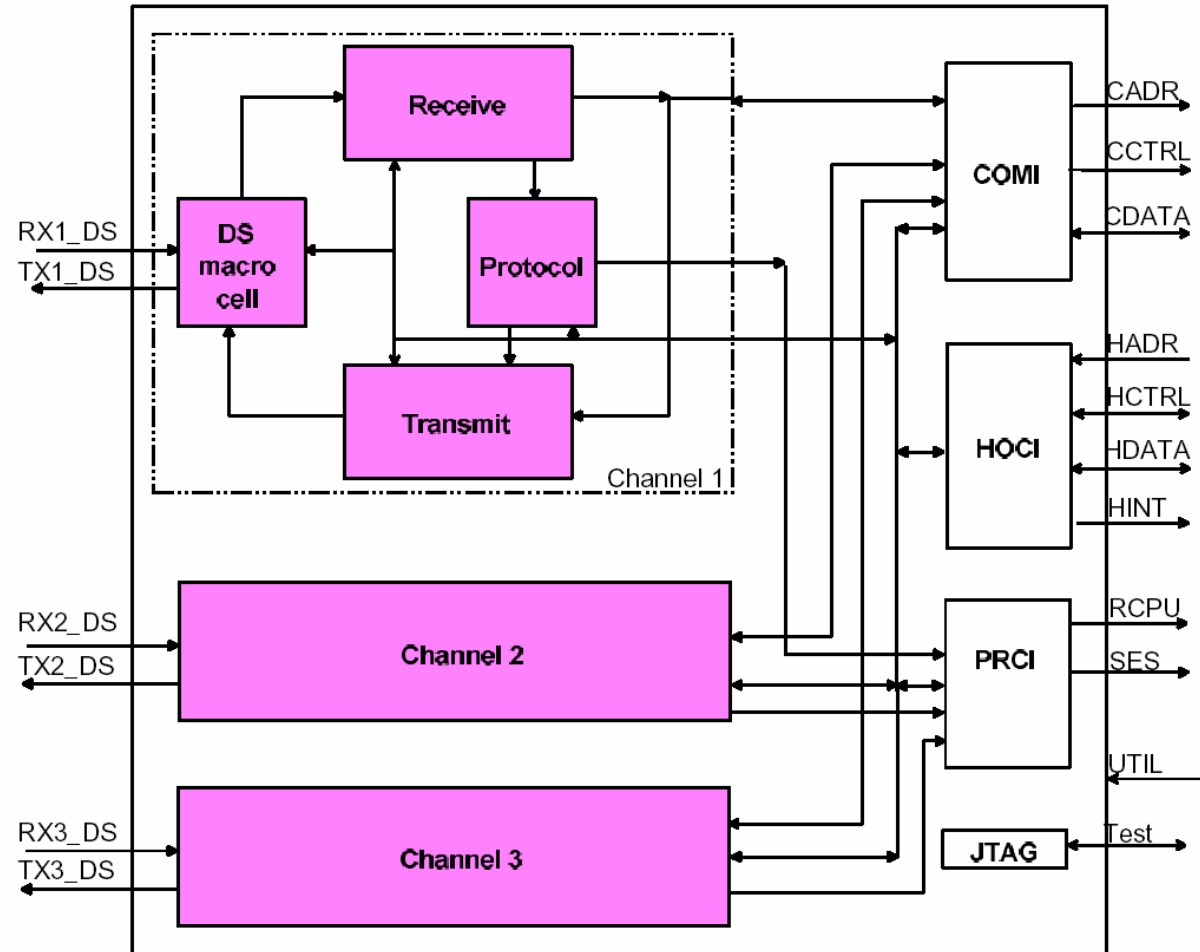 Receive
CADR
CCTRL
COMI
CDATA
RX1_DS
TX1_DS
DS
macro
cell
Protocol
HADR
HCTRL
HOCI
HDATA
HINT
Transmit
Channel 1
RX2_DS
TX2_DS
Channel 2
RCPU
PRCI
SES
UTIL
RX3_DS
TX3_DS
Channel 3
JTAG
Test